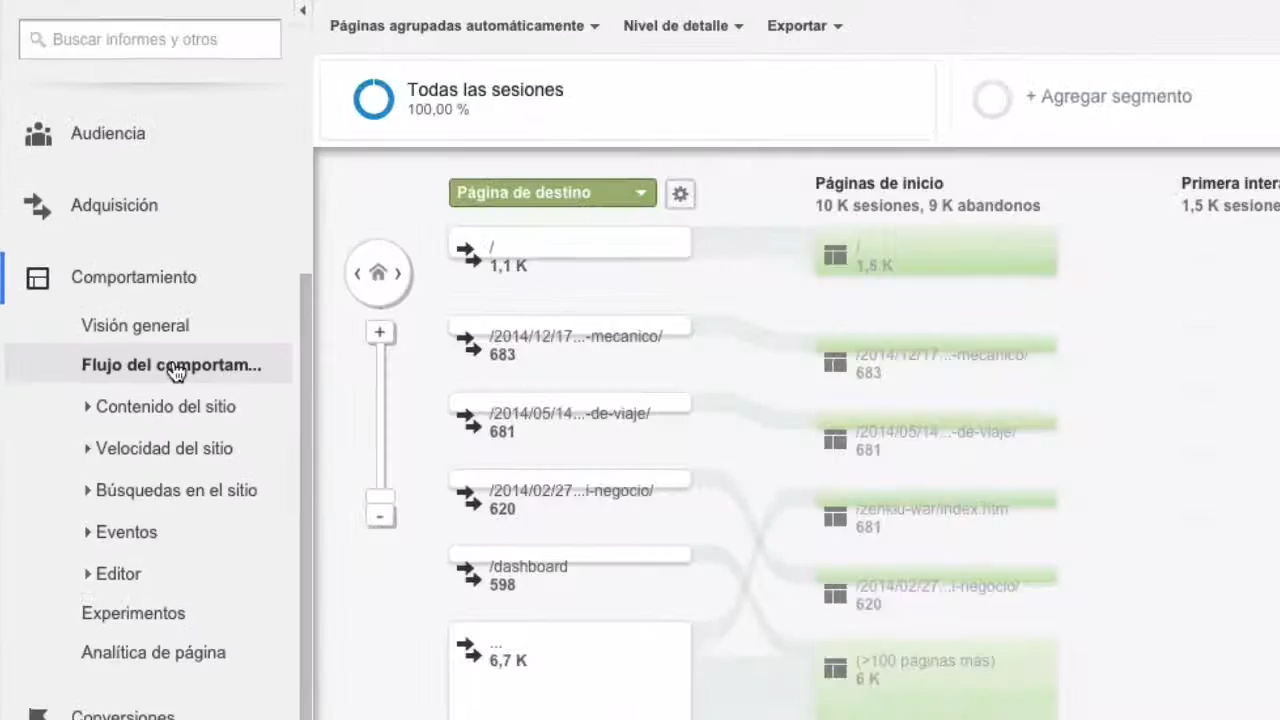 Buscar informes y otros
Audiencia
Adquisición
Comportamiento
Visión general
Flujo del comportam...
Contenido del sitio
Velocidad del sitio
Búsquedas en el sitio
Eventos
Editor
Experimentos
Analítica de página
Conversiones
Páginas agrupadas automáticamente
Nivel de detalle
Exportar
Todas las sesiones
100,00 %
+ Agregar segmento
Página de destino
/
1,1 K
/2014/12/17...-mecanico/
683
/2014/05/14...-de-viaje/
681
/2014/02/27...i-negocio/
620
/dashboard
598
...
6,7 K
Páginas de inicio
10 K sesiones, 9 K abandonos
/
1,5 K
/2014/12/17...-mecanico/
683
/2014/05/14...-de-viaje/
681
/zenkiu-war/index.htm
681
/2014/02/27...i-negocio/
620
(>100 páginas más)
6 K
Primera inter
1,5 K sesione